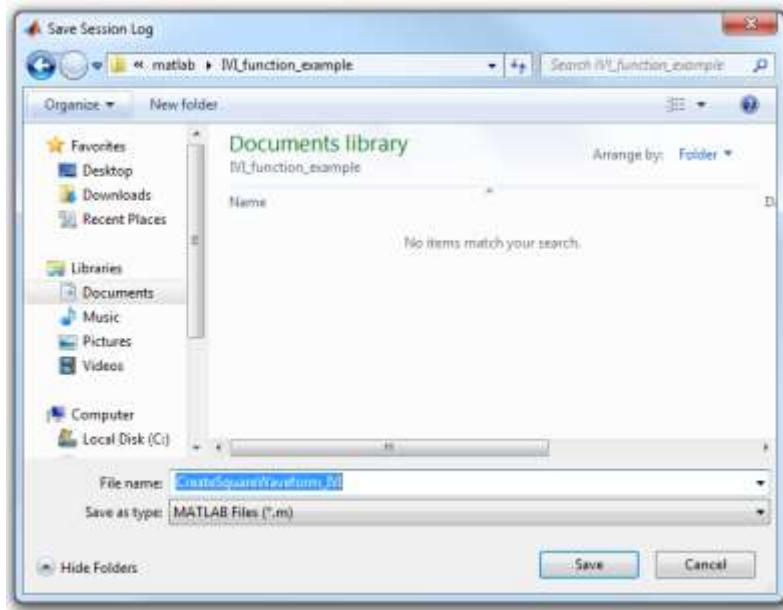 Save Session Log
« matlab ▸ IVI_function_example
Search IVI_function_example
Organize ▾ New folder
Favorites
Desktop
Downloads
Recent Places
Libraries
Documents
Music
Pictures
Videos
Computer
Local Disk (C:)
Documents library
IVI_function_example
Arrange by: Folder ▾
Name
D
No items match your search.
File name: CreateSquareWaveform_IVI
Save as type: MATLAB Files (*.m)
Hide Folders
Save
Cancel